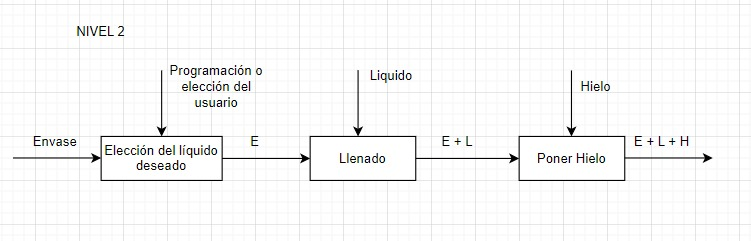 NIVEL 2
Programación o
elección del
usuario
Liquido
Hielo
Envase
Elección del líquido
deseado
E
Llenado
E + L
Poner Hielo
E + L + H